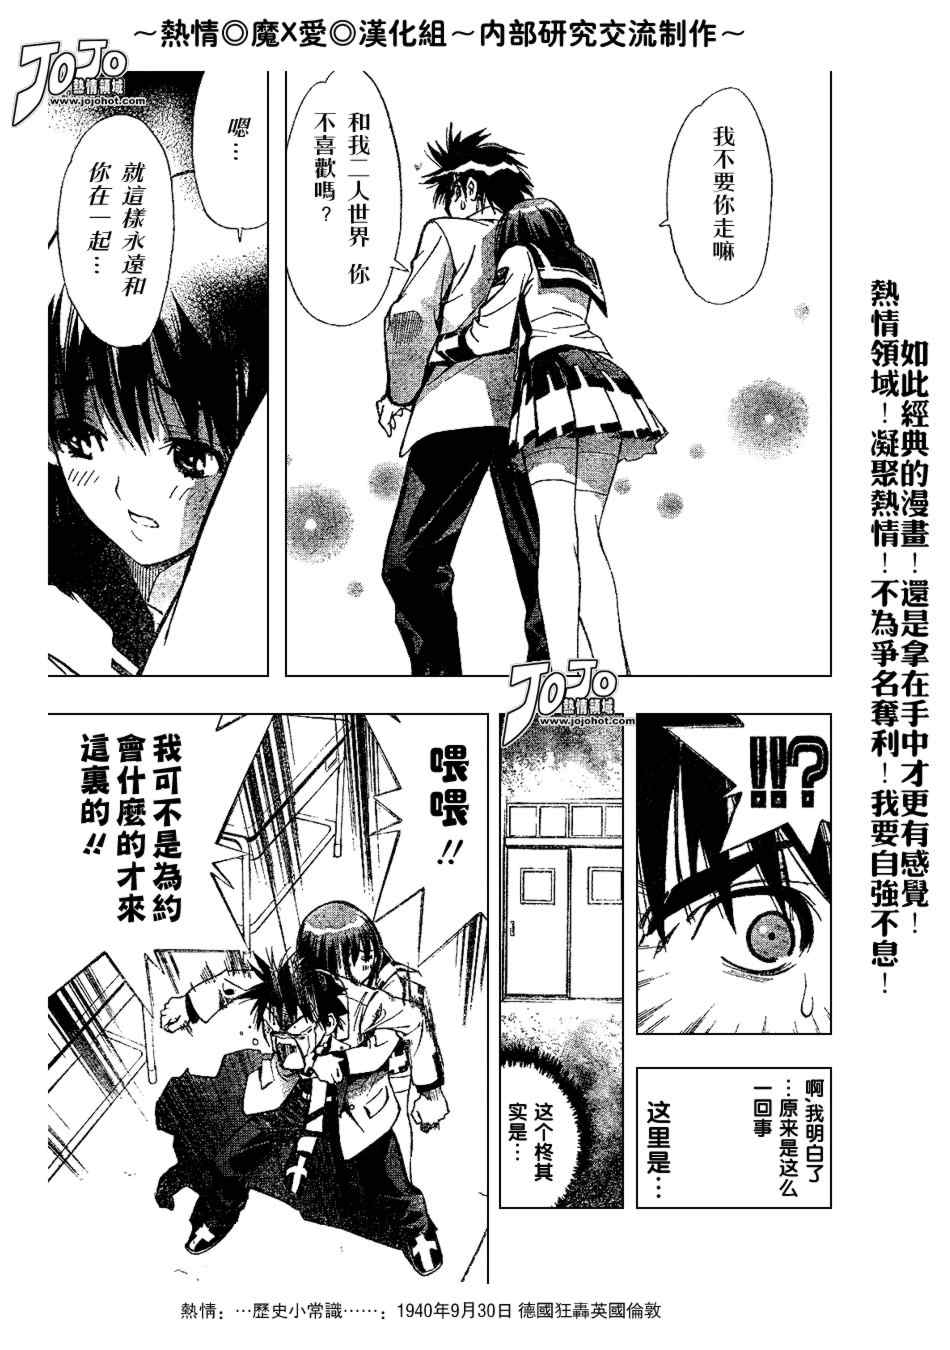 ～熱情◎魔X愛◎漢化組～内部研究交流制作～
JOJO
熱情領域
www.jojohot.com
我不要你走嘛
和我二人世界 你
不喜歡嗎？
嗯…
就這樣永遠和
你在一起…
如此經典的漫畫！還是拿在手中才更有感覺！
熱情領域！凝聚熱情！不為爭名奪利！我要自強不息！
!!?
JOJO
熱情領域
www.jojohot.com
啊,我明白了
…原来是这么
一回事
这里是…
这个柊其
实是…
喂喂!!
我可不是為約
會什麼的才來
這裏的!!
熱情：…歷史小常識……：1940年9月30日 德國狂轟英國倫敦